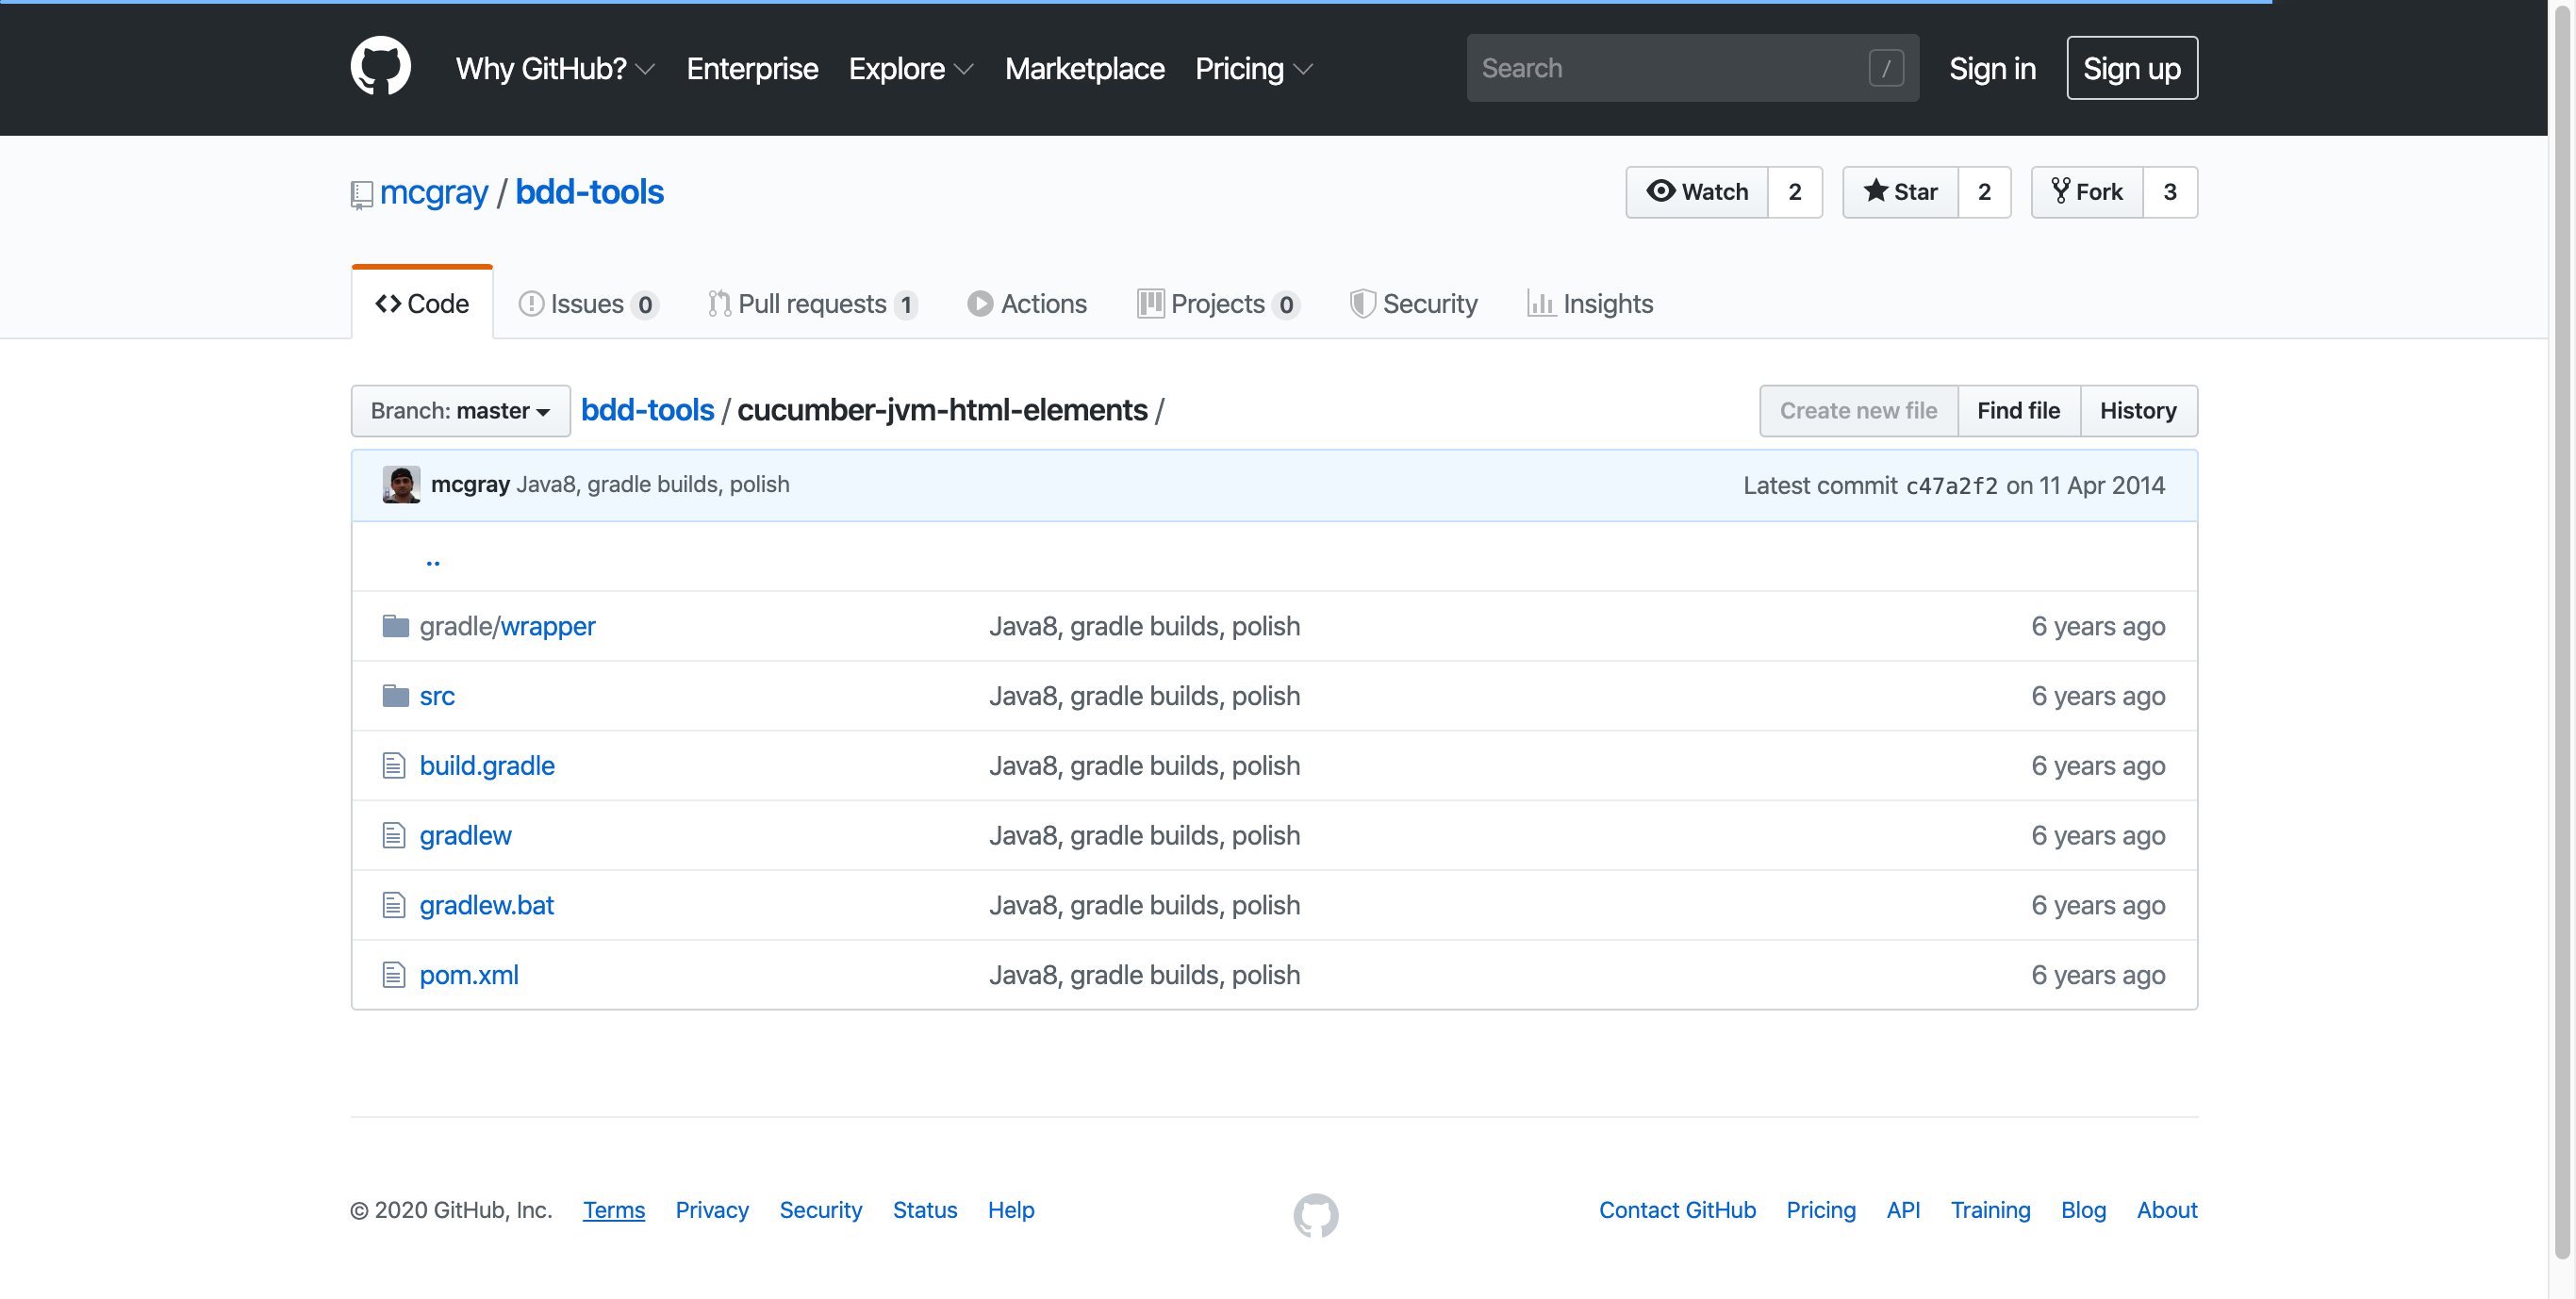 Why GitHub? Enterprise Explore Marketplace Pricing Search / Sign in Sign up
mcgray / bdd-tools Watch 2 Star 2 Fork 3
Code Issues 0 Pull requests 1 Actions Projects 0 Security Insights
Branch: master bdd-tools / cucumber-jvm-html-elements / Create new file Find file History
mcgray Java8, gradle builds, polish Latest commit c47a2f2 on 11 Apr 2014
..
gradle/wrapper Java8, gradle builds, polish 6 years ago
src Java8, gradle builds, polish 6 years ago
build.gradle Java8, gradle builds, polish 6 years ago
gradlew Java8, gradle builds, polish 6 years ago
gradlew.bat Java8, gradle builds, polish 6 years ago
pom.xml Java8, gradle builds, polish 6 years ago
© 2020 GitHub, Inc. Terms Privacy Security Status Help Contact GitHub Pricing API Training Blog About